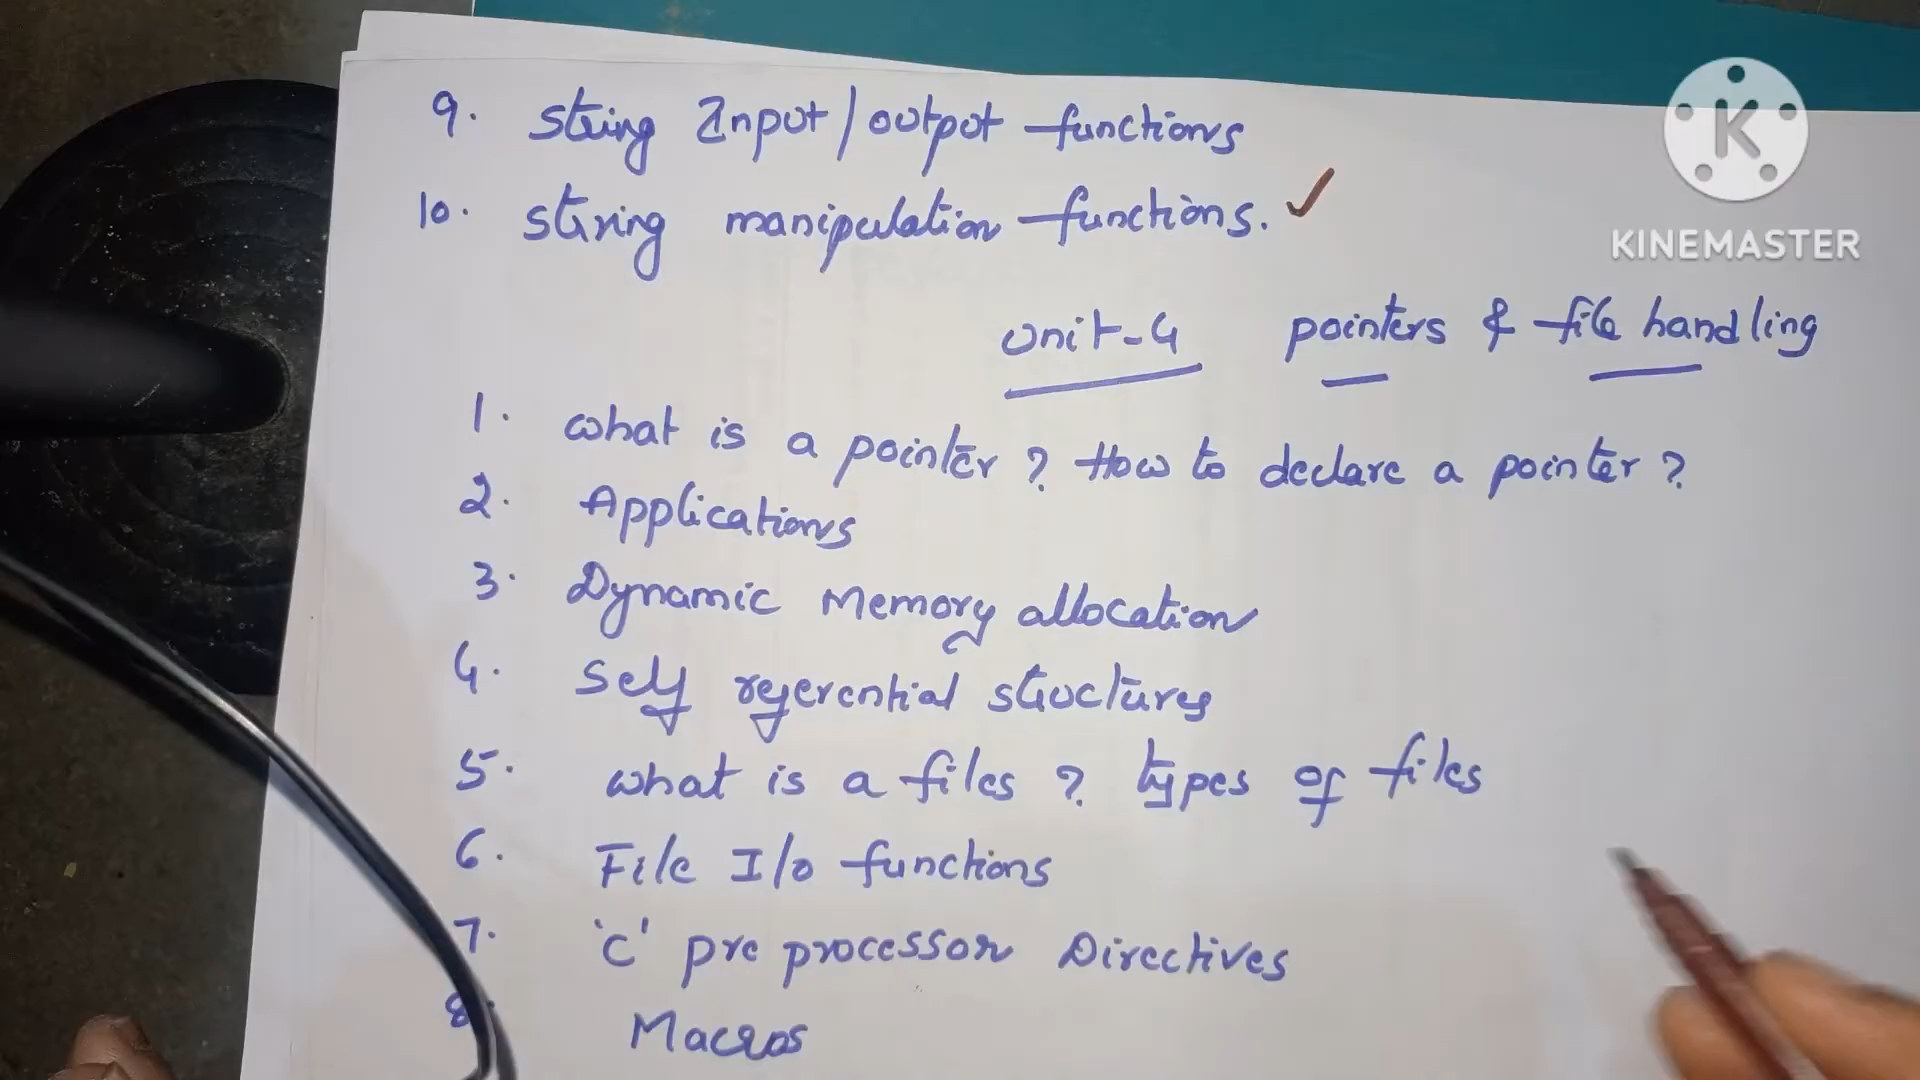 9. string Input/output functions
10. string manipulation functions. ✓
K
KINEMASTER
unit-4 pointers & file handling
1. what is a pointer? How to declare a pointer?
2. Applications
3. Dynamic Memory allocation
4. Self referential structures
5. what is a files? types of files
6. File I/o functions
7. 'C' pre processor Directives
8. Macros